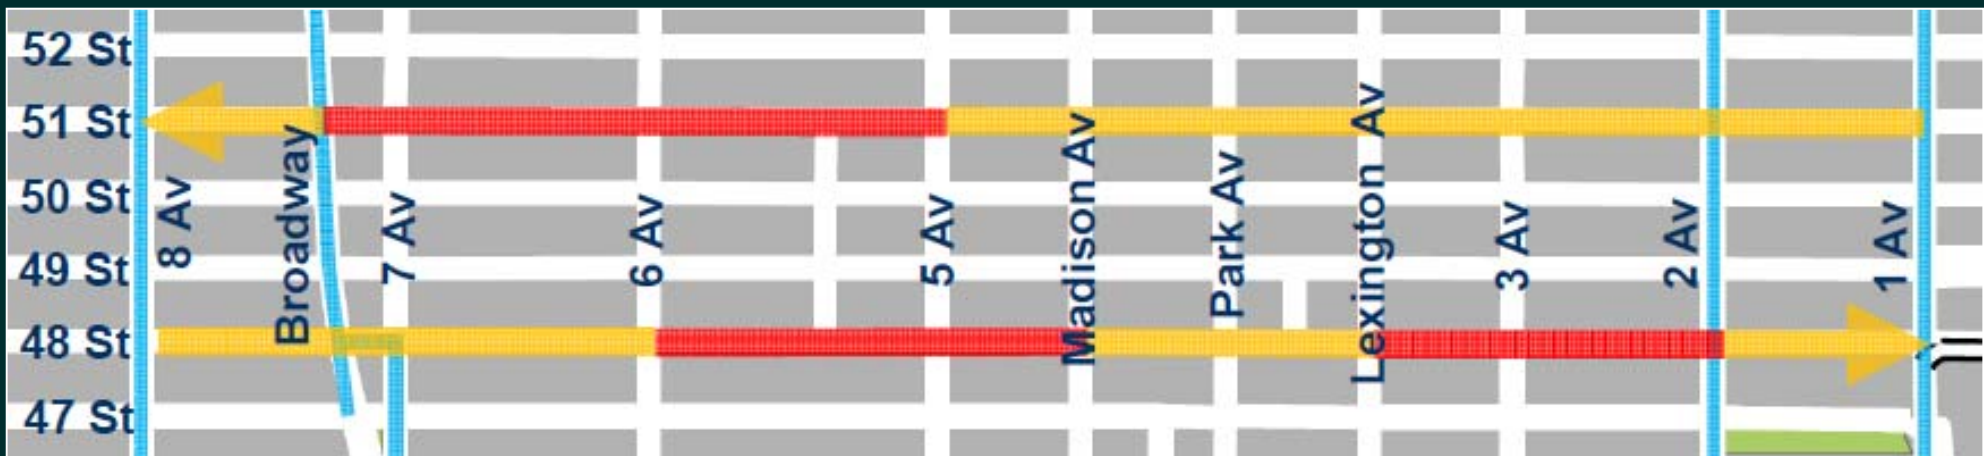 52 St
51 St
50 St
49 St
48 St
47 St
8 Av
Broadway
7 Av
6 Av
5 Av
Madison Av
Park Av
Lexington Av
3 Av
2 Av
1 Av